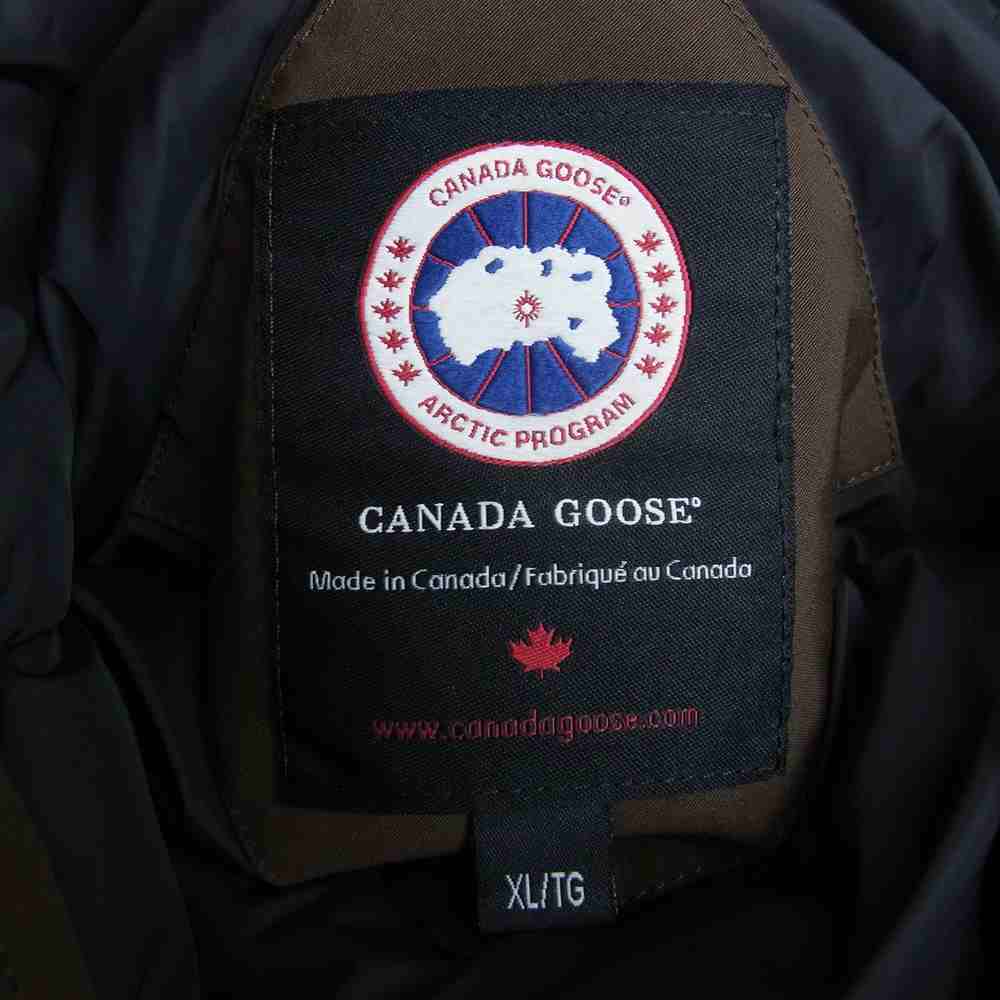 CANADA GOOSE®
ARCTIC PROGRAM
CANADA GOOSE®
Made in Canada/Fabriqué au Canada
www.canadagoose.com
XL/TG